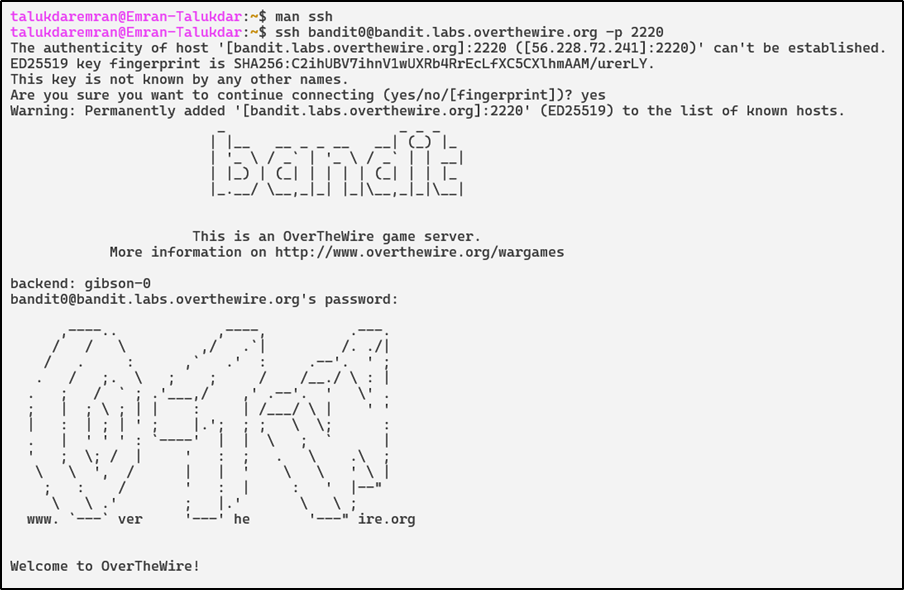 talukdaremran@Emran-Talukdar:~$ man ssh
talukdaremran@Emran-Talukdar:~$ ssh bandit0@bandit.labs.overthewire.org -p 2220
The authenticity of host '[bandit.labs.overthewire.org]:2220 ([56.228.72.241]:2220)' can't be established.
ED25519 key fingerprint is SHA256:C2ihUBV7ihnV1wUXRb4RrEcLfXC5CXlhmAAM/urerLY.
This key is not known by any other names.
Are you sure you want to continue connecting (yes/no/[fingerprint])? yes
Warning: Permanently added '[bandit.labs.overthewire.org]:2220' (ED25519) to the list of known hosts.
bandit
This is an OverTheWire game server.
More information on http://www.overthewire.org/wargames
backend: gibson-0
bandit0@bandit.labs.overthewire.org's password:
OTW
www. ver he ire.org
Welcome to OverTheWire!